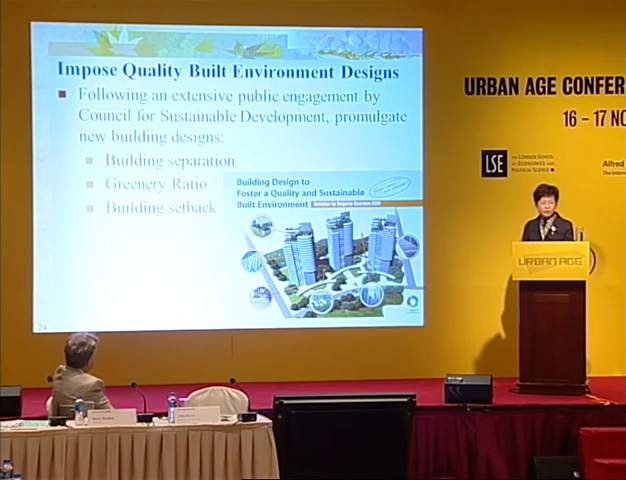 Impose Quality Built Environment Designs
Following an extensive public engagement by
Council for Sustainable Development, promulgate
new building designs:
Building separation
Greenery Ratio
Building setback
Building Design to
Foster a Quality and Sustainable
Built Environment
24
URBAN AGE CONFER
16 – 17 NO
LSE
THE LONDON SCHOOL
OF ECONOMICS AND
POLITICAL SCIENCE
Alfred
The Intern
URBAN AGE